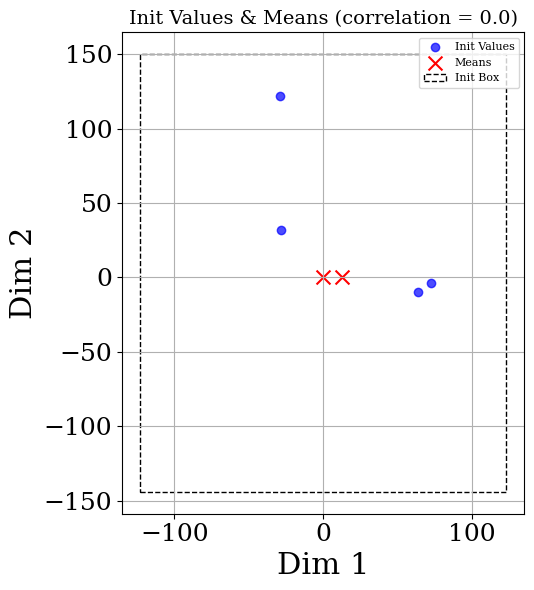 Init Values & Means (correlation = 0.0)
Init Values
Means
Init Box
150
100
50
0
−50
−100
−150
Dim 2
−100
0
100
Dim 1